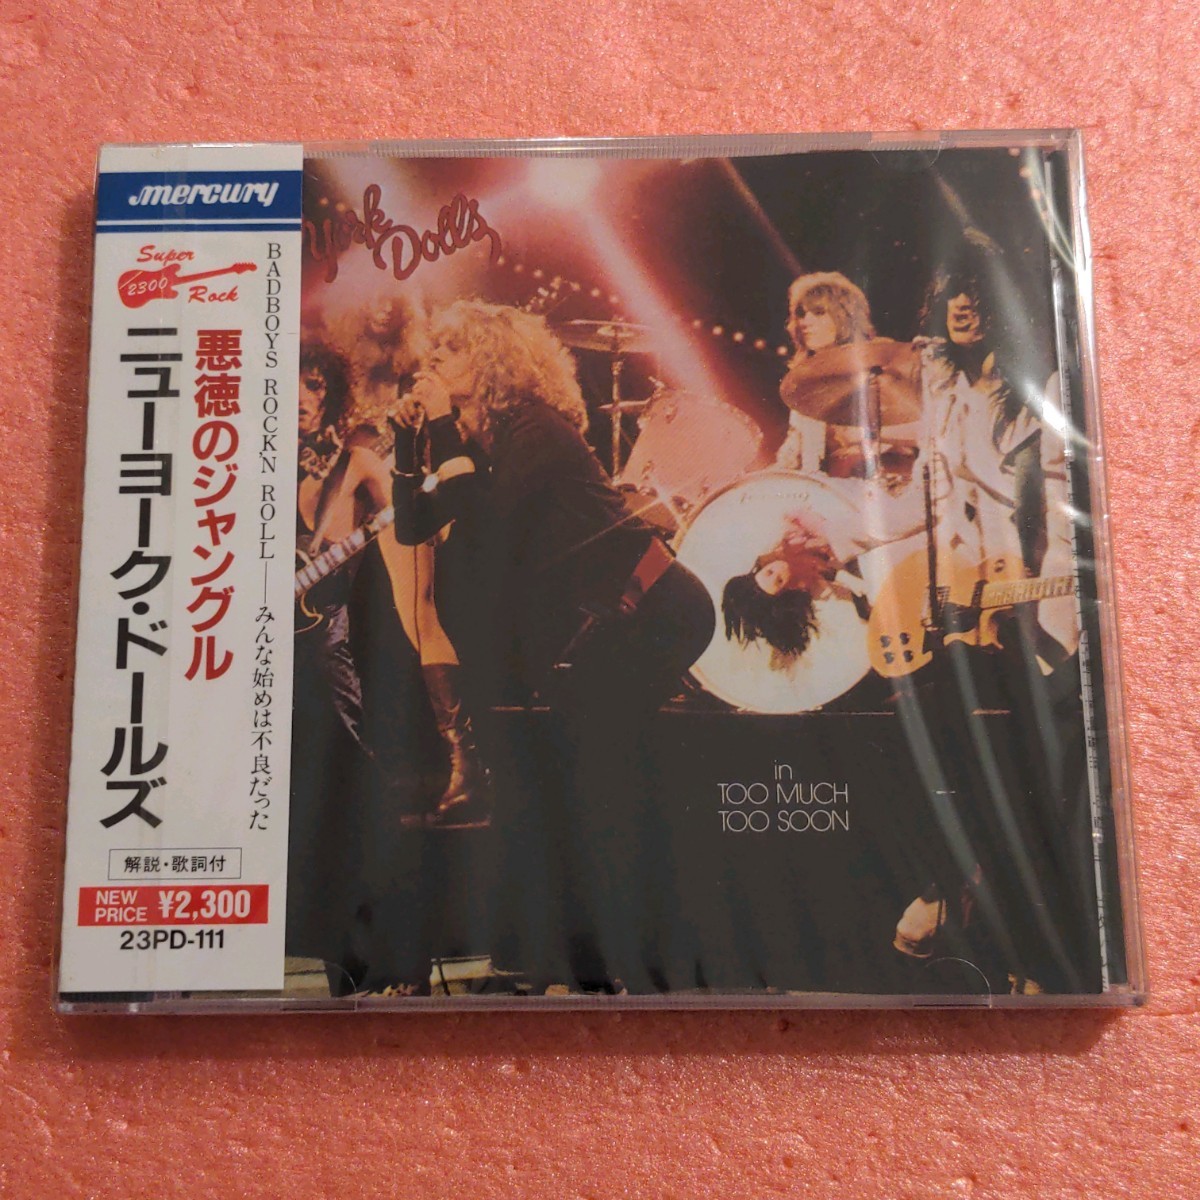 mercury
Super
2300
Rock
BADBOYS ROCK'N ROLL——みんな始めは不良だった
悪徳のジャングル
ニューヨーク・ドールズ
解説・歌詞付
NEW PRICE ¥2,300
23PD-111
York Dolls
in
TOO MUCH
TOO SOON